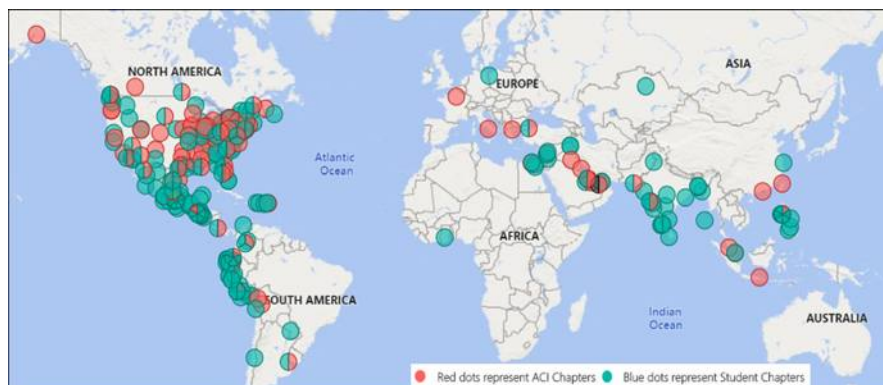 NORTH AMERICA
ASIA
EUROPE
Atlantic
Ocean
AFRICA
SOUTH AMERICA
Indian
Ocean
AUSTRALIA
Red dots represent ACI Chapters
Blue dots represent Student Chapters